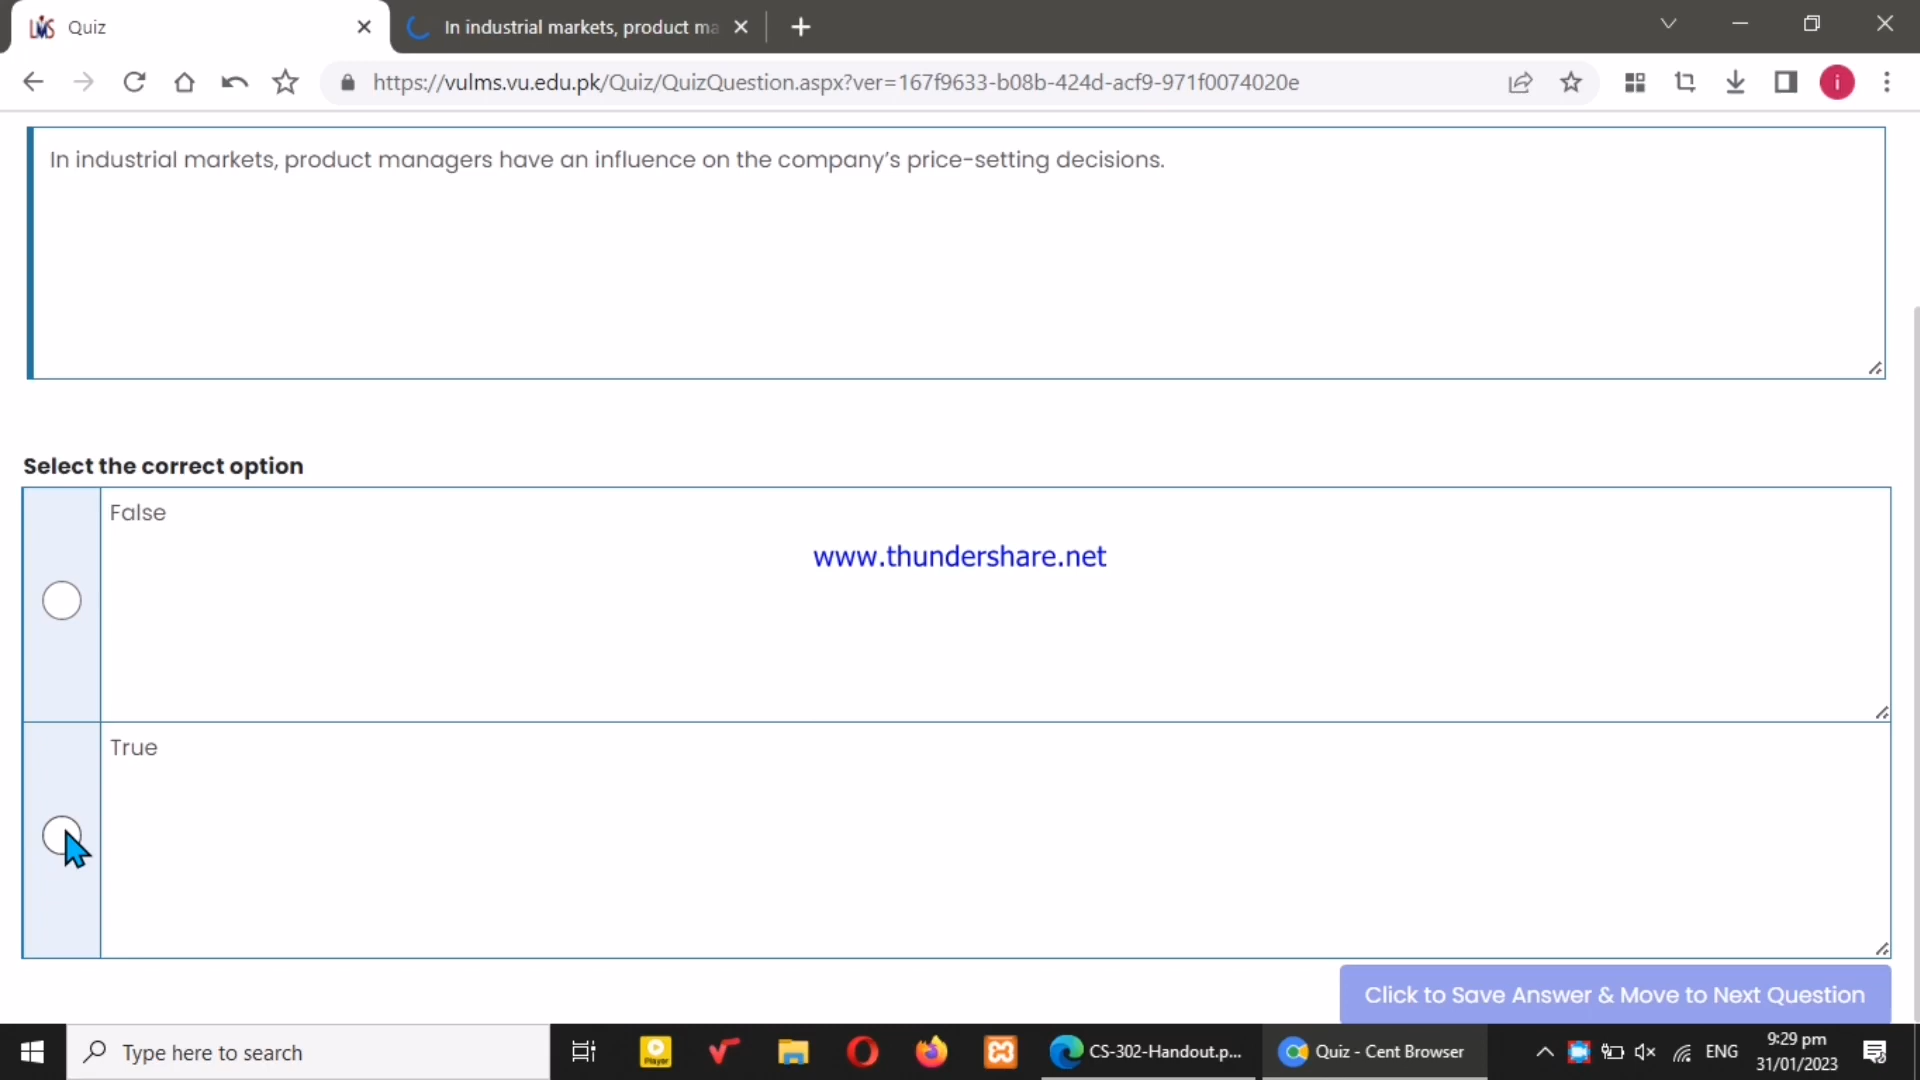 LMS Quiz
In industrial markets, product ma
https://vulms.vu.edu.pk/Quiz/QuizQuestion.aspx?ver=167f9633-b08b-424d-acf9-971f0074020e
i
In industrial markets, product managers have an influence on the company's price-setting decisions.
Select the correct option
False
www.thundershare.net
True
Click to Save Answer & Move to Next Question
Type here to search
Player
CS-302-Handout.p...
Quiz - Cent Browser
ENG
9:29 pm
31/01/2023